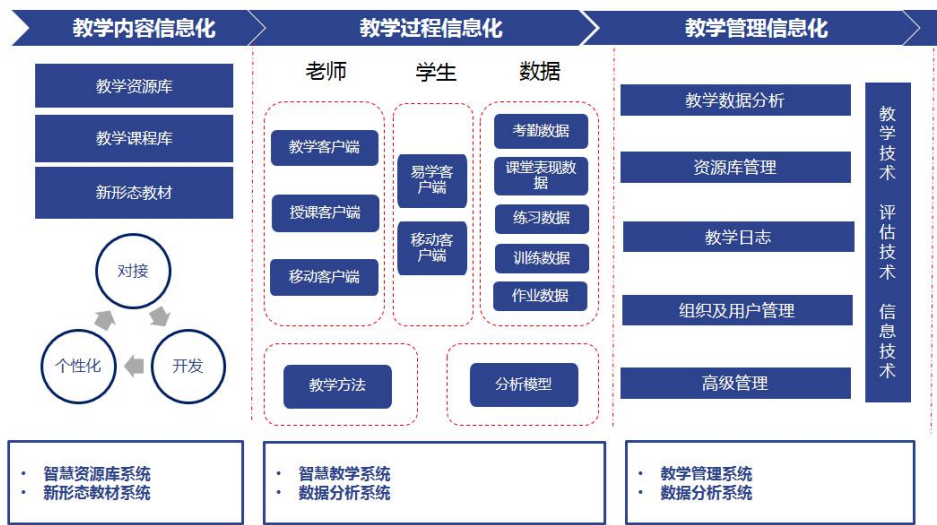 教学内容信息化
教学过程信息化
教学管理信息化
教学资源库
教学课程库
新形态教材
对接
个性化
开发
老师
学生
数据
教学客户端
授课客户端
移动客户端
易学客
户端
移动客
户端
考勤数据
课堂表现数
据
练习数据
训练数据
作业数据
教学方法
分析模型
教学数据分析
资源库管理
教学日志
组织及用户管理
高级管理
教学技术 评估技术 信息技术
• 智慧资源库系统
• 新形态教材系统
• 智慧教学系统
• 数据分析系统
• 教学管理系统
• 数据分析系统